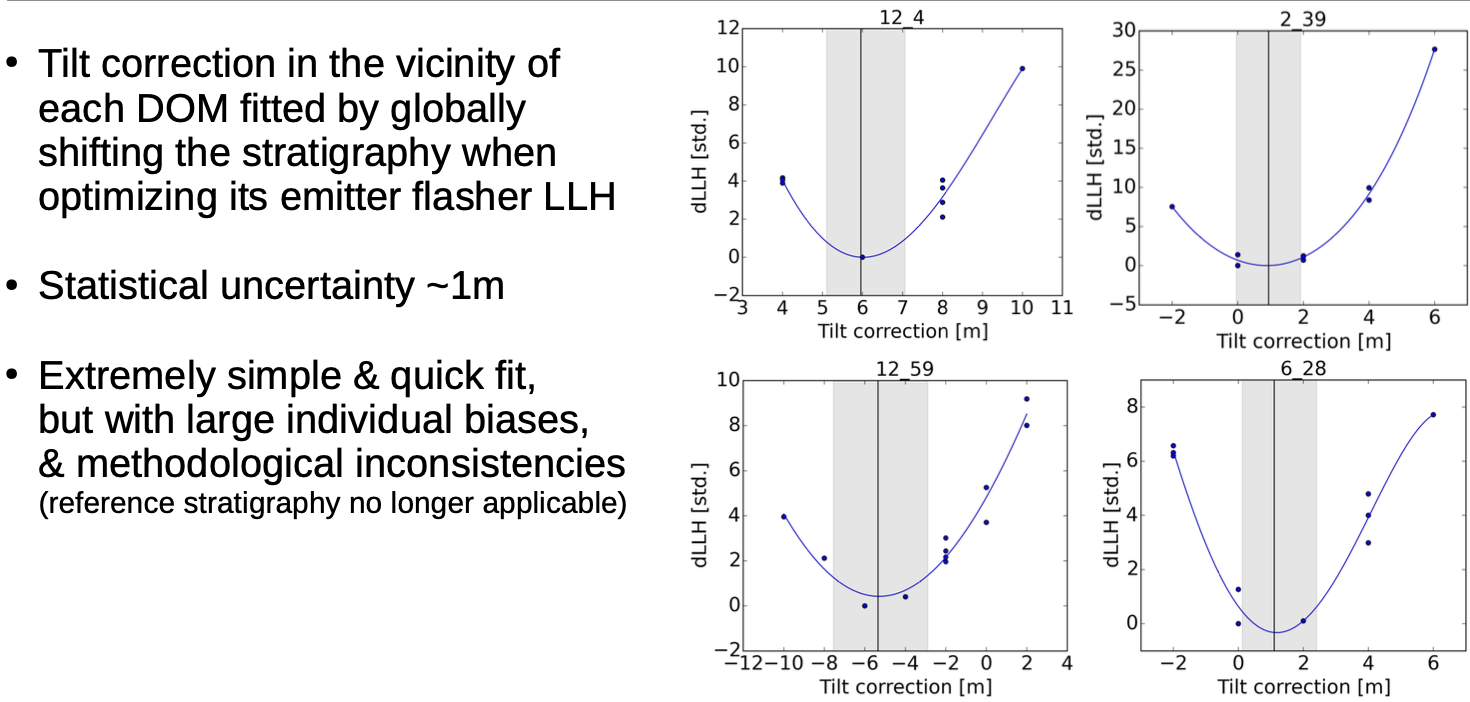 • Tilt correction in the vicinity of
each DOM fitted by globally
shifting the stratigraphy when
optimizing its emitter flasher LLH
• Statistical uncertainty ~1m
• Extremely simple & quick fit,
but with large individual biases,
& methodological inconsistencies
(reference stratigraphy no longer applicable)
12_4
12
10
8
6
4
2
0
−2
dLLH [std.]
3 4 5 6 7 8 9 10 11
Tilt correction [m]
2_39
30
25
20
15
10
5
0
−5
dLLH [std.]
−2 0 2 4 6
Tilt correction [m]
12_59
10
8
6
4
2
0
−2
dLLH [std.]
−12 −10 −8 −6 −4 −2 0 2 4
Tilt correction [m]
6_28
8
6
4
2
0
dLLH [std.]
−2 0 2 4 6
Tilt correction [m]